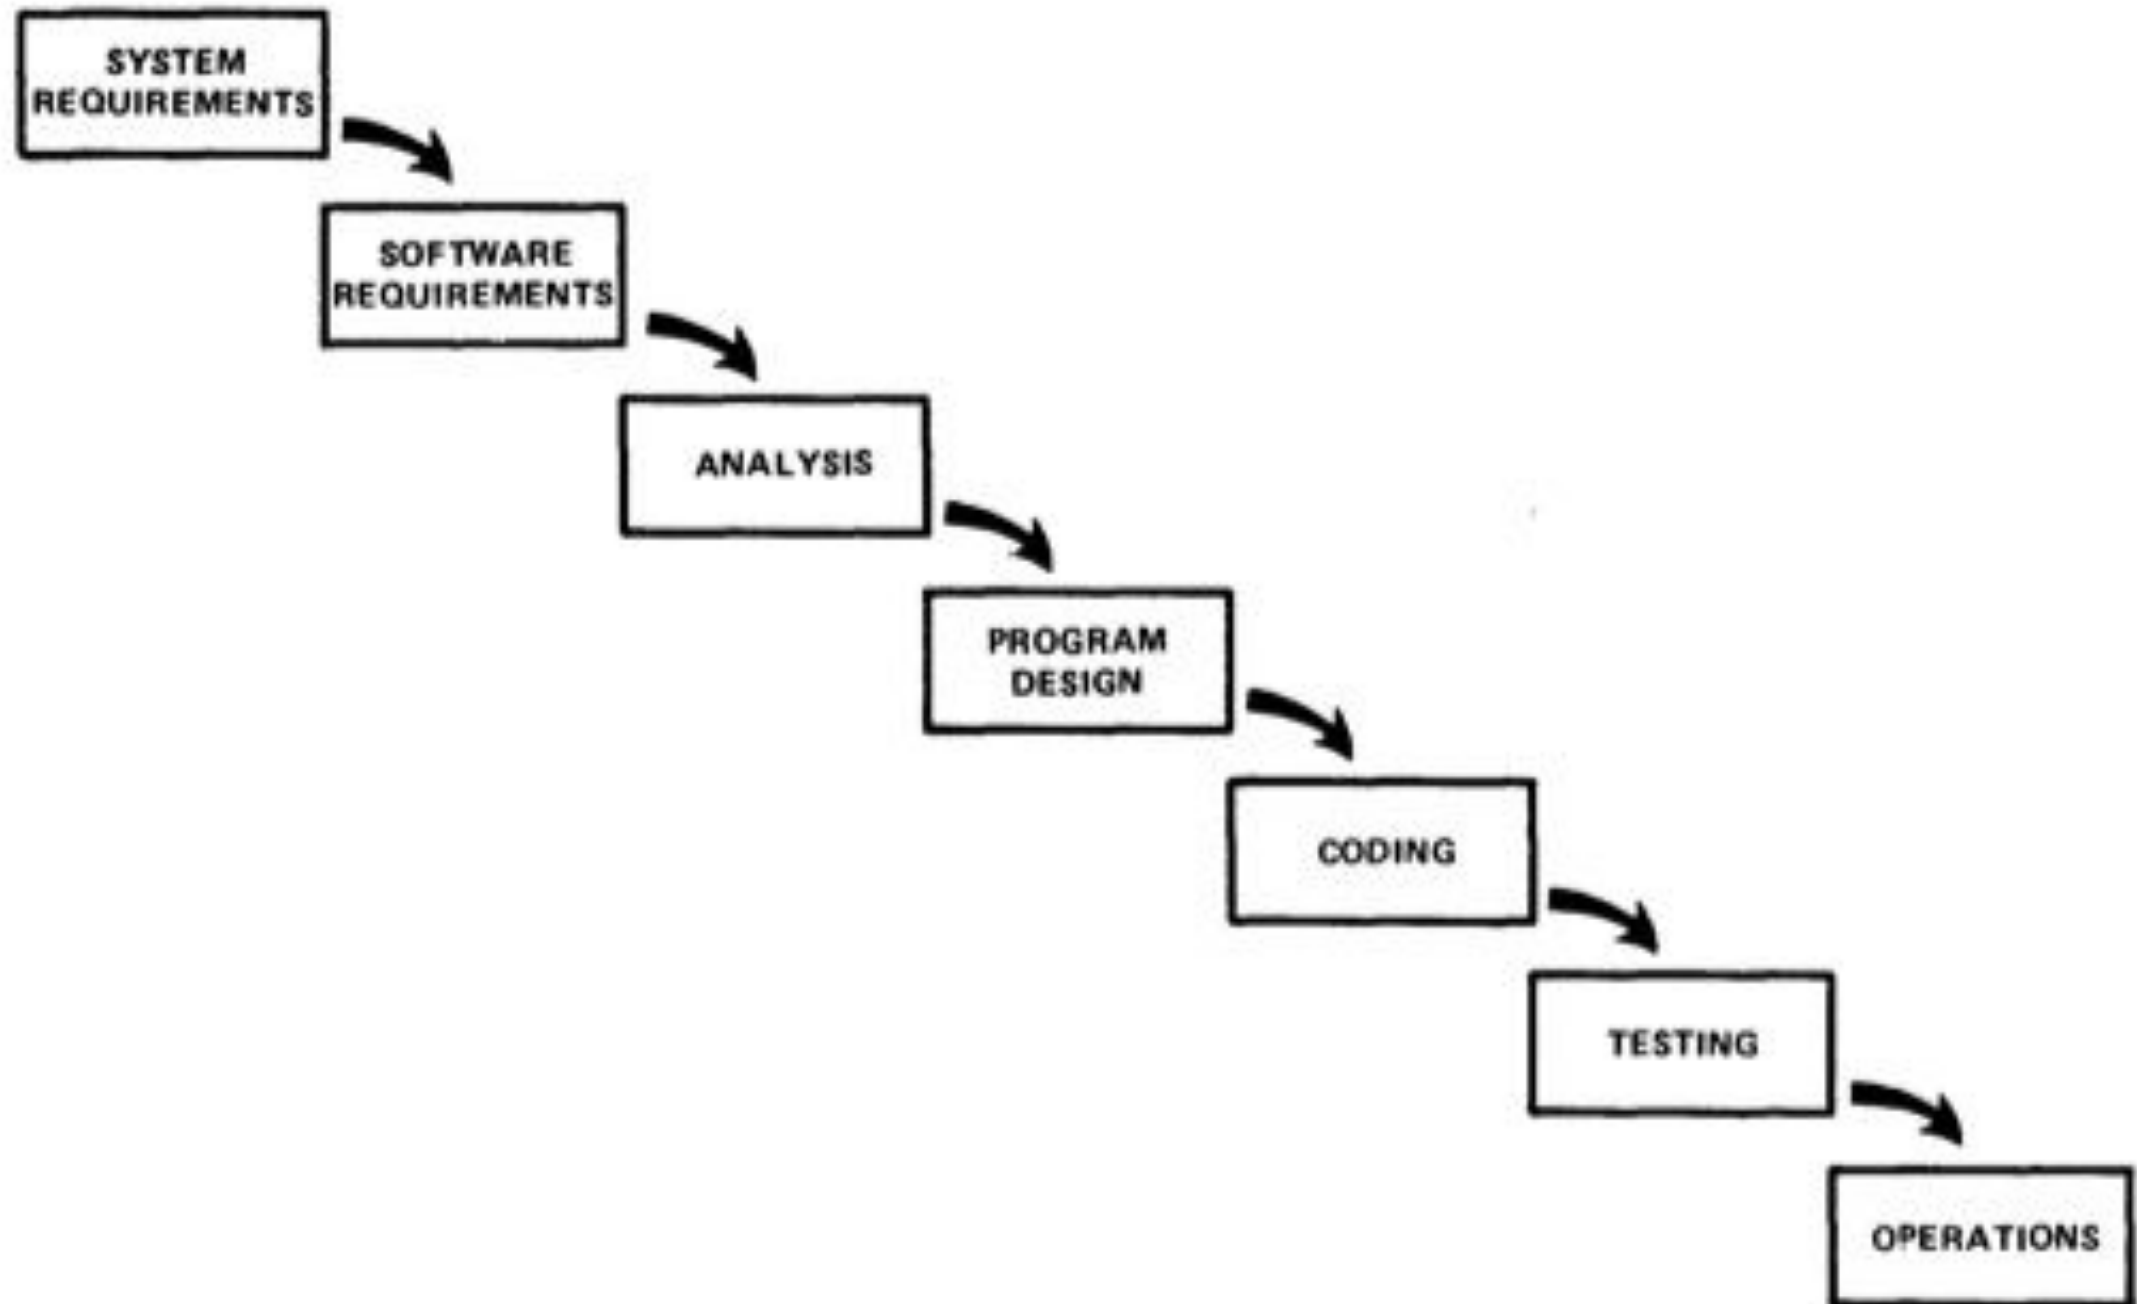 SYSTEM
REQUIREMENTS
SOFTWARE
REQUIREMENTS
ANALYSIS
PROGRAM
DESIGN
CODING
TESTING
OPERATIONS